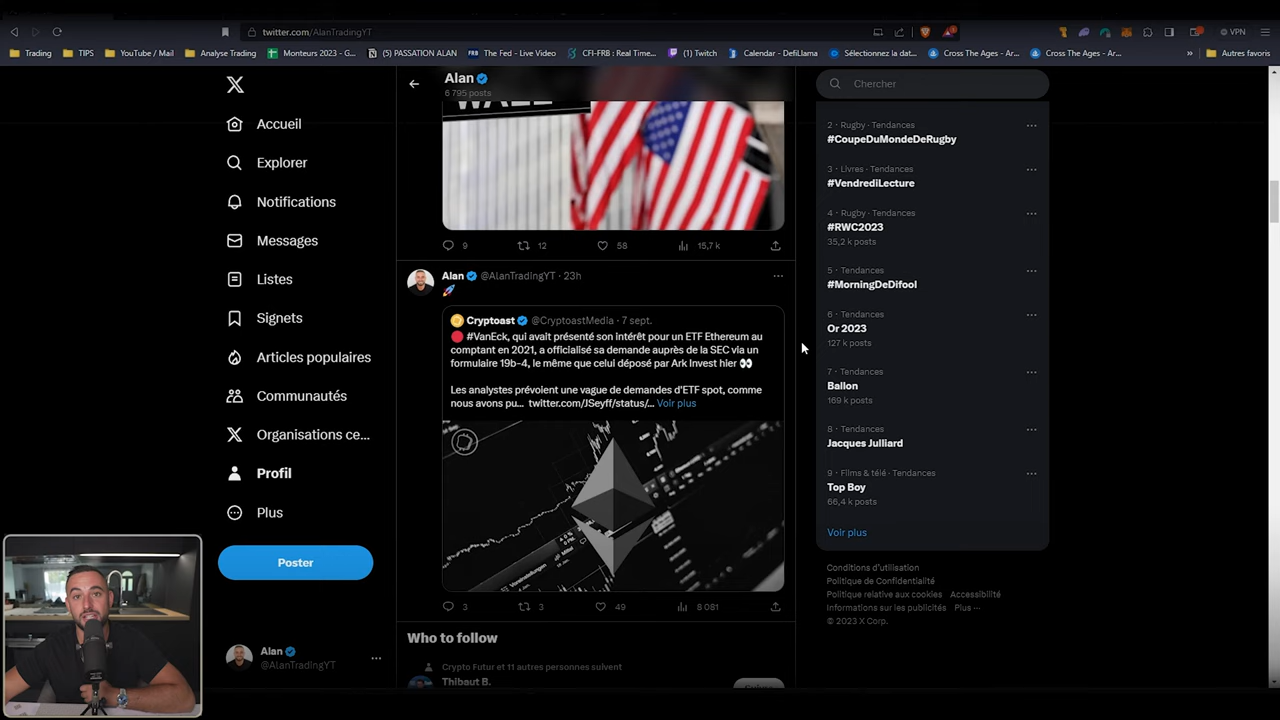 twitter.com/AlanTradingYT
VPN
Trading
TIPS
YouTube / Mail
Analyse Trading
Monteurs 2023 - G...
(5) PASSATION ALAN
The Fed - Live Video
CFI-FRB : Real Time...
(1) Twitch
Calendar - DefiLlama
Sélectionnez la dat...
Cross The Ages - Ar...
Cross The Ages - Ar...
»
Autres favoris
Accueil
Explorer
Notifications
Messages
Listes
Signets
Articles populaires
Communautés
Organisations ce...
Profil
Plus
Poster
Alan
@AlanTradingYT
Alan
6 795 posts
WALL
9
12
58
15,7 k
Alan @AlanTradingYT · 23h
🚀
Cryptoast @CryptoastMedia · 7 sept.
🔴 #VanEck, qui avait présenté son intérêt pour un ETF Ethereum au
comptant en 2021, a officialisé sa demande auprès de la SEC via un
formulaire 19b-4, le même que celui déposé par Ark Invest hier 👀
Les analystes prévoient une vague de demandes d'ETF spot, comme
nous avons pu... twitter.com/JSeyff/status/... Voir plus
3
3
49
8 081
Who to follow
Crypto Futur et 11 autres personnes suivent
Thibaut B.
Chercher
2 · Rugby · Tendances
#CoupeDuMondeDeRugby
3 · Livres · Tendances
#VendrediLecture
4 · Rugby · Tendances
#RWC2023
35,2 k posts
5 · Tendances
#MorningDeDifool
6 · Tendances
Or 2023
127 k posts
7 · Tendances
Ballon
169 k posts
8 · Tendances
Jacques Julliard
9 · Films & télé · Tendances
Top Boy
66,4 k posts
Voir plus
Conditions d'utilisation
Politique de Confidentialité
Politique relative aux cookies Accessibilité
Informations sur les publicités Plus ···
© 2023 X Corp.